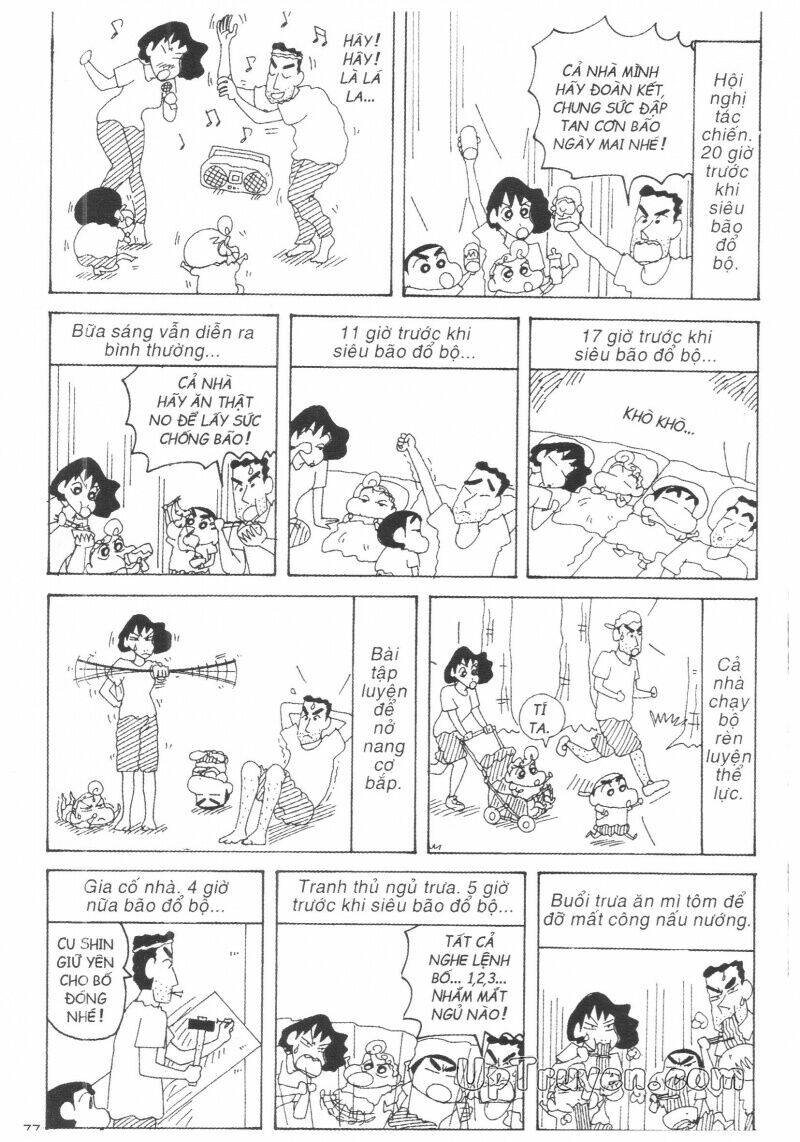 Hội
nghị
tác
chiến.
20 giờ
trước
khi
siêu
bão
đổ
bộ.
CẢ NHÀ MÌNH
HÃY ĐOÀN KẾT,
CHUNG SỨC ĐẬP
TAN CƠN BÃO
NGÀY MAI NHÉ!
HÂY!
HÂY!
LÀ LÁ
LA...
17 giờ trước khi
siêu bão đổ bộ...
KHÒ KHÒ...
11 giờ trước khi
siêu bão đổ bộ...
Bữa sáng vẫn diễn ra
bình thường...
CẢ NHÀ
HÃY ĂN THẬT
NO ĐỂ LẤY SỨC
CHỐNG BÃO!
Cả
nhà
chạy
bộ
rèn
luyện
thể
lực.
TÍ
TA.
Bài
tập
luyện
để
nở
nang
cơ
bắp.
Buổi trưa ăn mì tôm để
đỡ mất công nấu nướng.
Tranh thủ ngủ trưa. 5 giờ
trước khi siêu bão đổ bộ...
TẤT CẢ
NGHE LỆNH
BỐ... 1,2,3...
NHẮM MẮT
NGỦ NÀO!
Gia cố nhà. 4 giờ
nữa bão đổ bộ...
CU SHIN
GIỮ YÊN
CHO BỐ
ĐÓNG
NHÉ!
UpTruyen.com
77